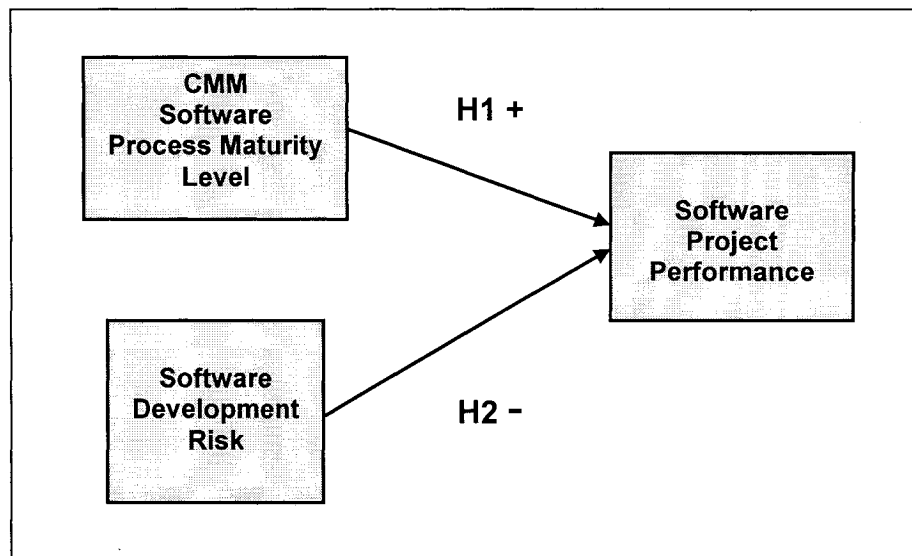 CMM
Software
Process Maturity
Level
H1 +
Software
Project
Performance
Software
Development
Risk
H2 -